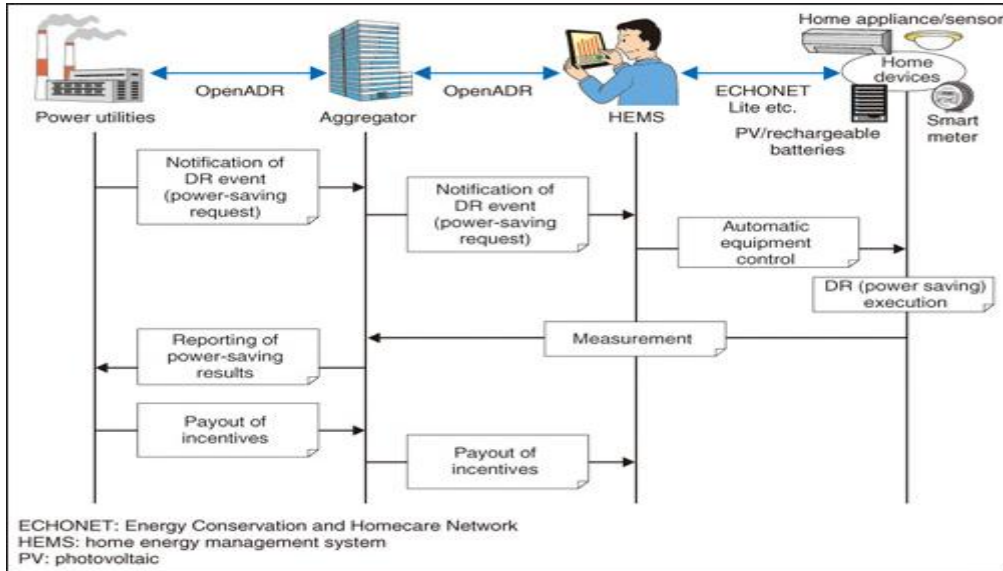 Home appliance/sensor
Home
devices
OpenADR
OpenADR
ECHONET
Lite etc.
Power utilities
Aggregator
HEMS
PV/rechargeable
batteries
Smart
meter
Notification of
DR event
(power-saving
request)
Notification of
DR event
(power-saving
request)
Automatic
equipment
control
DR (power saving)
execution
Measurement
Reporting of
power-saving
results
Payout of
incentives
Payout of
incentives
ECHONET: Energy Conservation and Homecare Network
HEMS: home energy management system
PV: photovoltaic